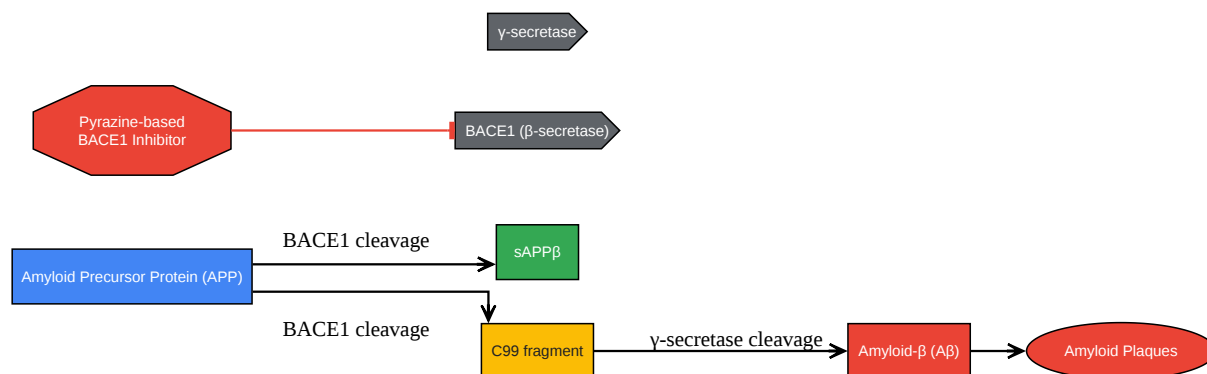 γ-secretase
Pyrazine-based
BACE1 Inhibitor
BACE1 (β-secretase)
BACE1 cleavage
sAPPβ
Amyloid Precursor Protein (APP)
BACE1 cleavage
C99 fragment
γ-secretase cleavage
Amyloid-β (Aβ)
Amyloid Plaques